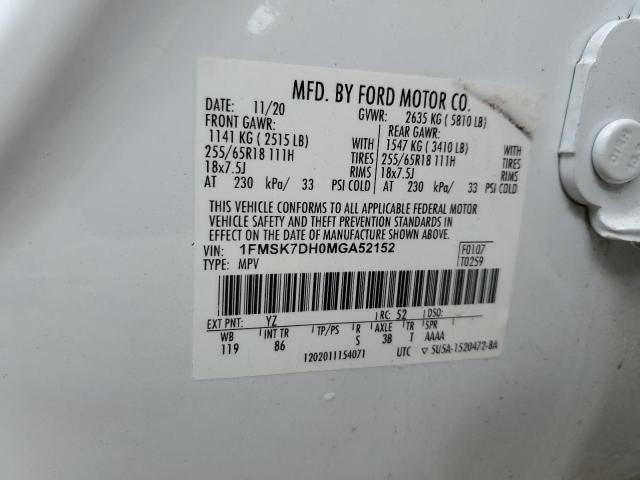 MFD. BY FORD MOTOR CO.
DATE: 11/20 GVWR: 2635 KG ( 5810 LB)
FRONT GAWR: REAR GAWR:
1141 KG ( 2515 LB) WITH 1547 KG ( 3410 LB) WITH
255/65R18 111H TIRES 255/65R18 111H TIRES
18x7.5J RIMS 18x7.5J RIMS
AT 230 kPa/ 33 PSI COLD AT 230 kPa/ 33 PSI COLD
THIS VEHICLE CONFORMS TO ALL APPLICABLE FEDERAL MOTOR
VEHICLE SAFETY AND THEFT PREVENTION STANDARDS IN
EFFECT ON THE DATE OF MANUFACTURE SHOWN ABOVE.
VIN: 1FMSK7DH0MGA52152 F0107
TYPE: MPV T0259
EXT PNT: YZ RC: 52 DSO:
WB INT TR TP/PS R AXLE TR SPR
119 86 S 3B T AAAA
1202011154071 UTC ▽ 5U5A-1520472-BA